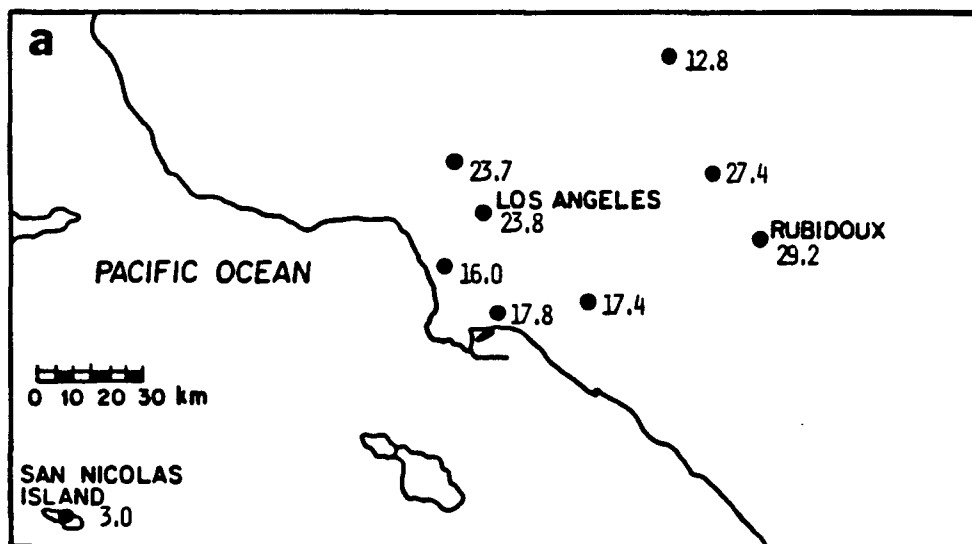 a
12.8
23.7
27.4
LOS ANGELES
23.8
RUBIDOUX
29.2
PACIFIC OCEAN
16.0
17.8
17.4
0 10 20 30 km
SAN NICOLAS
ISLAND
3.0